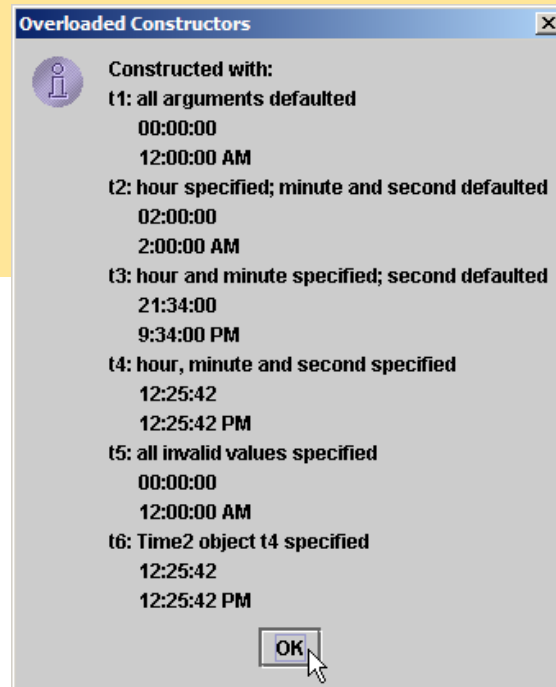 Overloaded Constructors
Constructed with:
t1: all arguments defaulted
00:00:00
12:00:00 AM
t2: hour specified; minute and second defaulted
02:00:00
2:00:00 AM
t3: hour and minute specified; second defaulted
21:34:00
9:34:00 PM
t4: hour, minute and second specified
12:25:42
12:25:42 PM
t5: all invalid values specified
00:00:00
12:00:00 AM
t6: Time2 object t4 specified
12:25:42
12:25:42 PM
OK